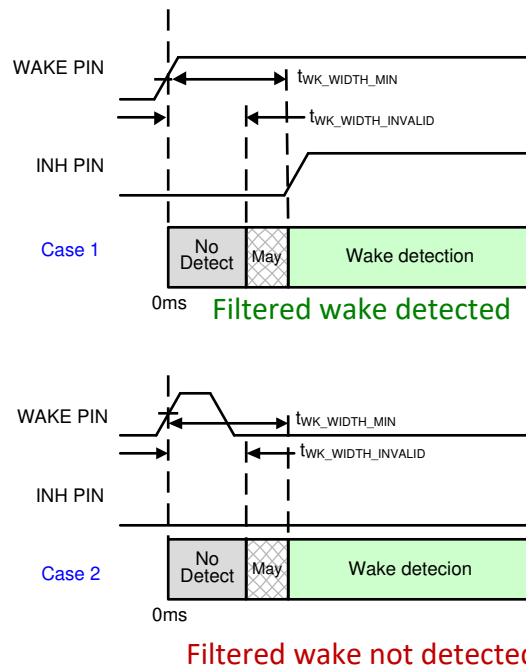 WAKE PIN
tWK_WIDTH_MIN
tWK_WIDTH_INVALID
INH PIN
Case 1
No
Detect
May
Wake detection
0ms
Filtered wake detected
WAKE PIN
tWK_WIDTH_MIN
tWK_WIDTH_INVALID
INH PIN
Case 2
No
Detect
May
Wake detecion
0ms
Filtered wake not detected